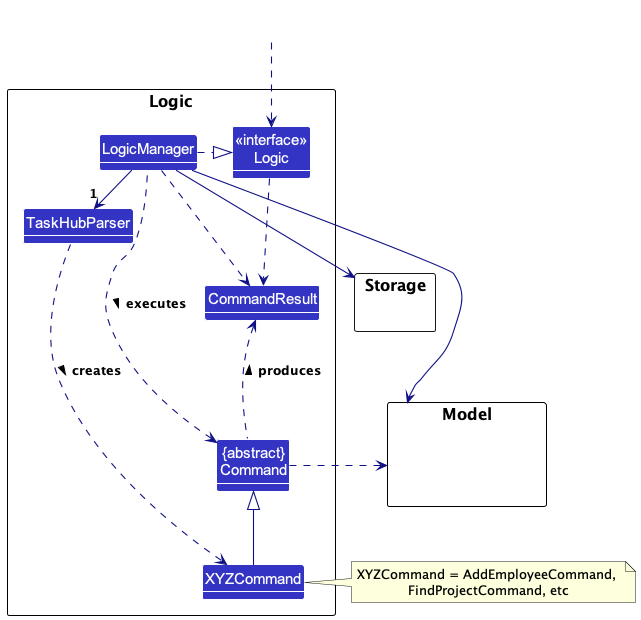 Logic
LogicManager
«interface»
Logic
1
TaskHubParser
Storage
CommandResult
executes
creates
produces
Model
{abstract}
Command
XYZCommand
XYZCommand = AddEmployeeCommand,
FindProjectCommand, etc